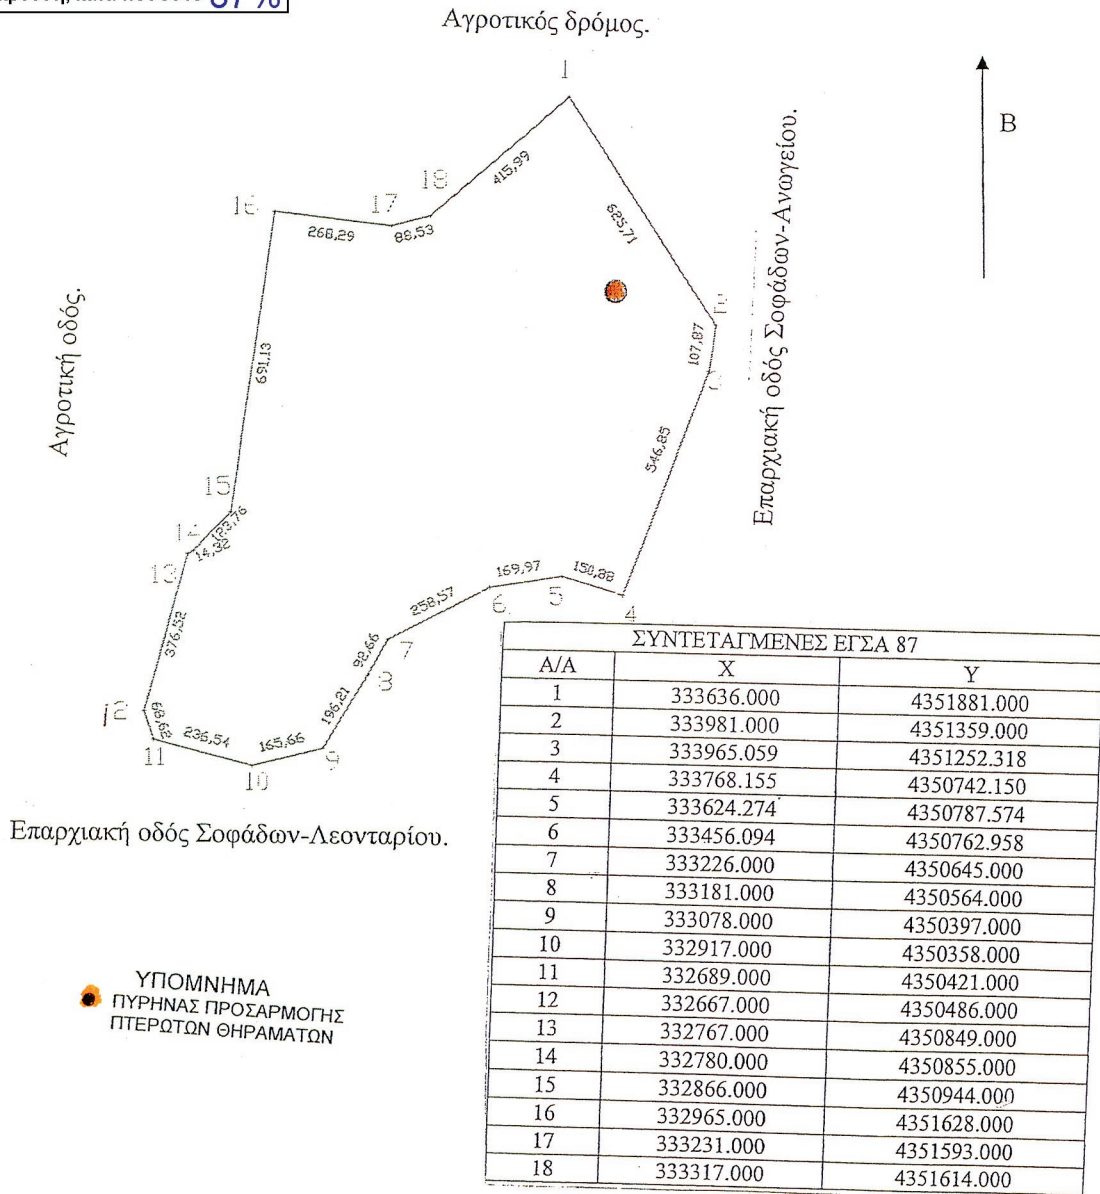 67 %
Αγροτικός δρόμος.
1
Β
415,99
625,71
18
17
16
268,29
88,53
Επαρχιακή οδός Σοφάδων-Ανωγείου.
2
107,87
3
Αγροτική οδός.
691,13
546,85
15
14
123,76
14,32
13
169,97
150,88
6
5
4
258,57
376,52
7
92,66
8
196,21
12
68,62
236,54
165,66
9
11
10
Επαρχιακή οδός Σοφάδων-Λεονταρίου.
ΣΥΝΤΕΤΑΓΜΕΝΕΣ ΕΓΣΑ 87
Α/Α Χ Υ
1 333636.000 4351881.000
2 333981.000 4351359.000
3 333965.059 4351252.318
4 333768.155 4350742.150
5 333624.274 4350787.574
6 333456.094 4350762.958
7 333226.000 4350645.000
8 333181.000 4350564.000
9 333078.000 4350397.000
10 332917.000 4350358.000
11 332689.000 4350421.000
12 332667.000 4350486.000
13 332767.000 4350849.000
14 332780.000 4350855.000
15 332866.000 4350944.000
16 332965.000 4351628.000
17 333231.000 4351593.000
18 333317.000 4351614.000
ΥΠΟΜΝΗΜΑ
ΠΥΡΗΝΑΣ ΠΡΟΣΑΡΜΟΓΗΣ
ΠΤΕΡΩΤΩΝ ΘΗΡΑΜΑΤΩΝ